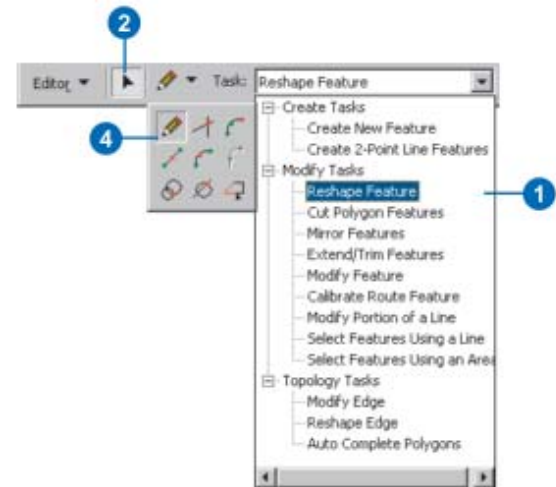 2
Editor Task: Reshape Feature
4
Create Tasks
Create New Feature
Create 2-Point Line Features
Modify Tasks
Reshape Feature
1
Cut Polygon Features
Mirror Features
Extend/Trim Features
Modify Feature
Calibrate Route Feature
Modify Portion of a Line
Select Features Using a Line
Select Features Using an Area
Topology Tasks
Modify Edge
Reshape Edge
Auto Complete Polygons